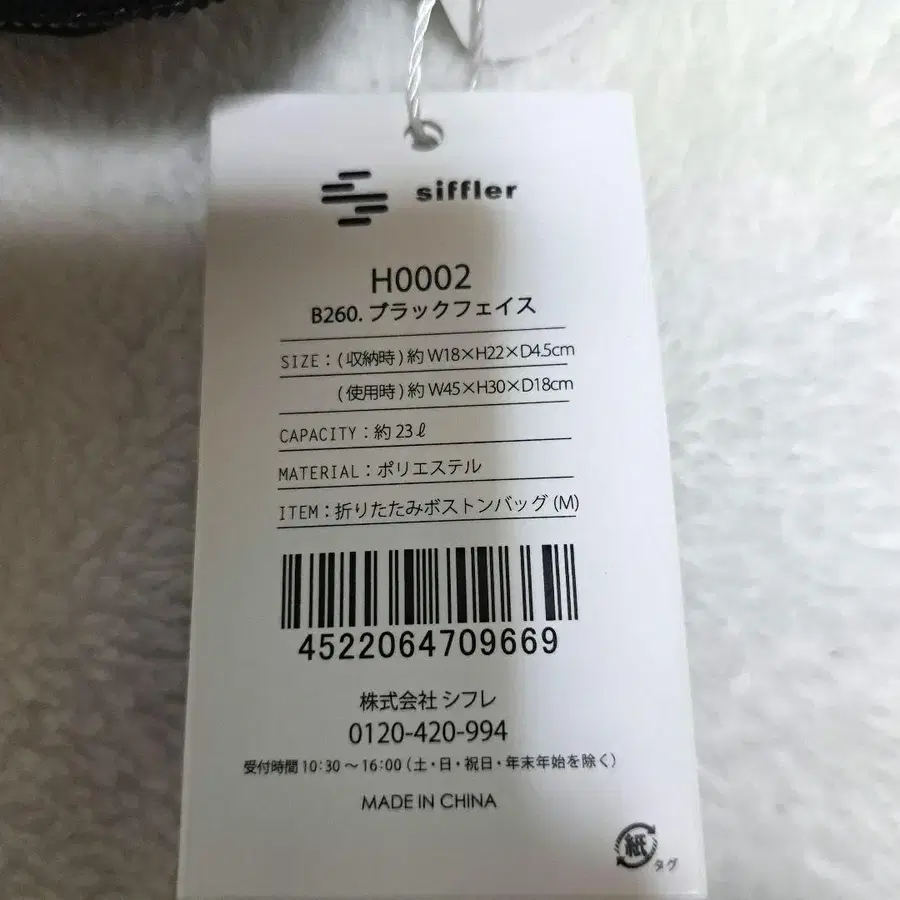 siffler
H0002
B260. ブラックフェイス
SIZE : ( 収納時 ) 約 W18×H22×D4.5cm
( 使用時 ) 約 W45×H30×D18cm
CAPACITY : 約 23ℓ
MATERIAL : ポリエステル
ITEM : 折りたたみボストンバッグ (M)
4522064709669
株式会社 シフレ
0120-420-994
受付時間 10:30 〜 16:00 ( 土・日・祝日・年末年始を除く )
MADE IN CHINA
紙
タグ